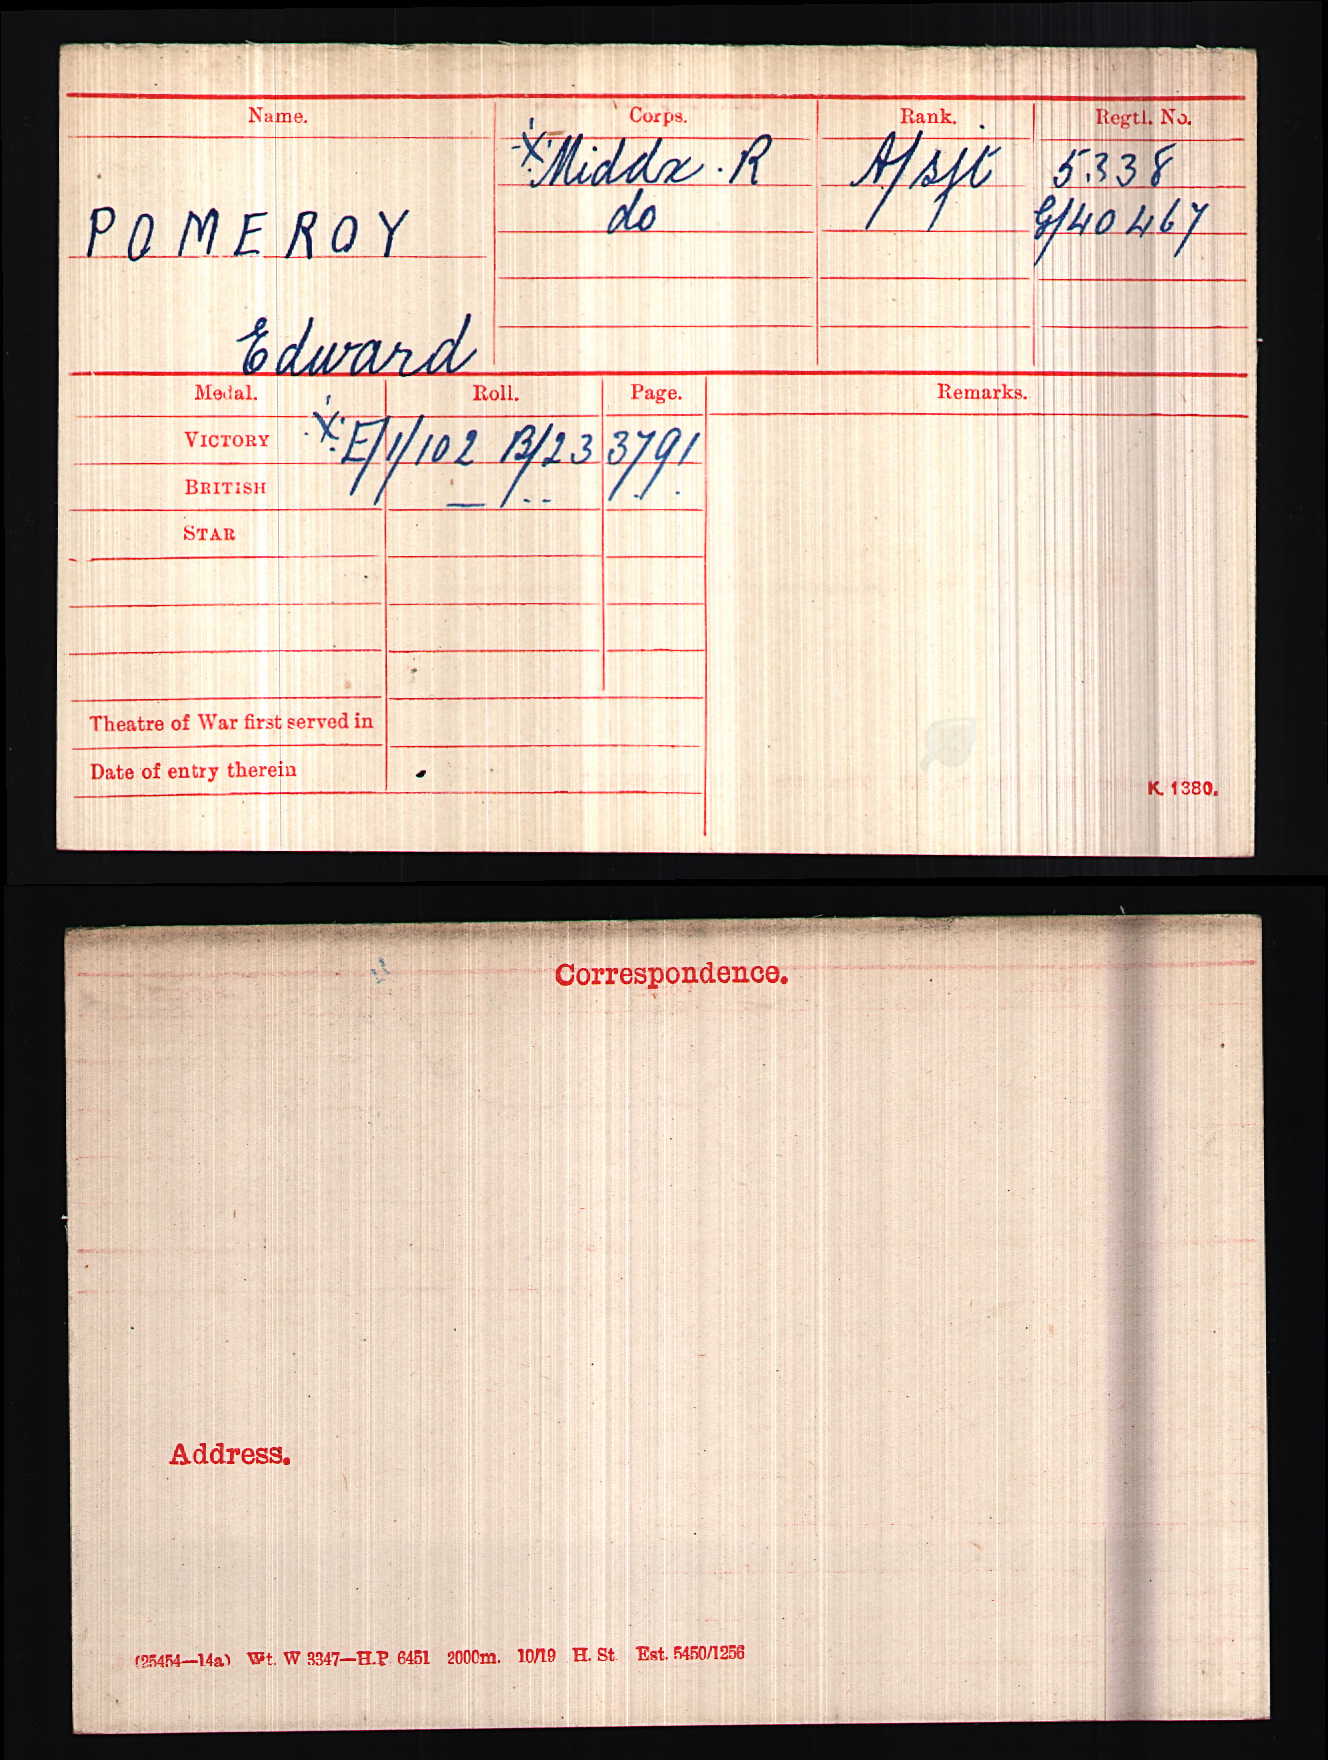 Name. Corps. Rank. Regtl. No.
Middx. R A/Sjt 5338
POMEROY do G/40467
Edward
Medal. Roll. Page. Remarks.
VICTORY E/1/102 B/23 3791
BRITISH
STAR
Theatre of War first served in
Date of entry therein
K. 1380.
Correspondence.
Address.
(25454—14a) Wt. W 3347—H.P 6451 2000m. 10/19 H. St. Est. 5450/1256